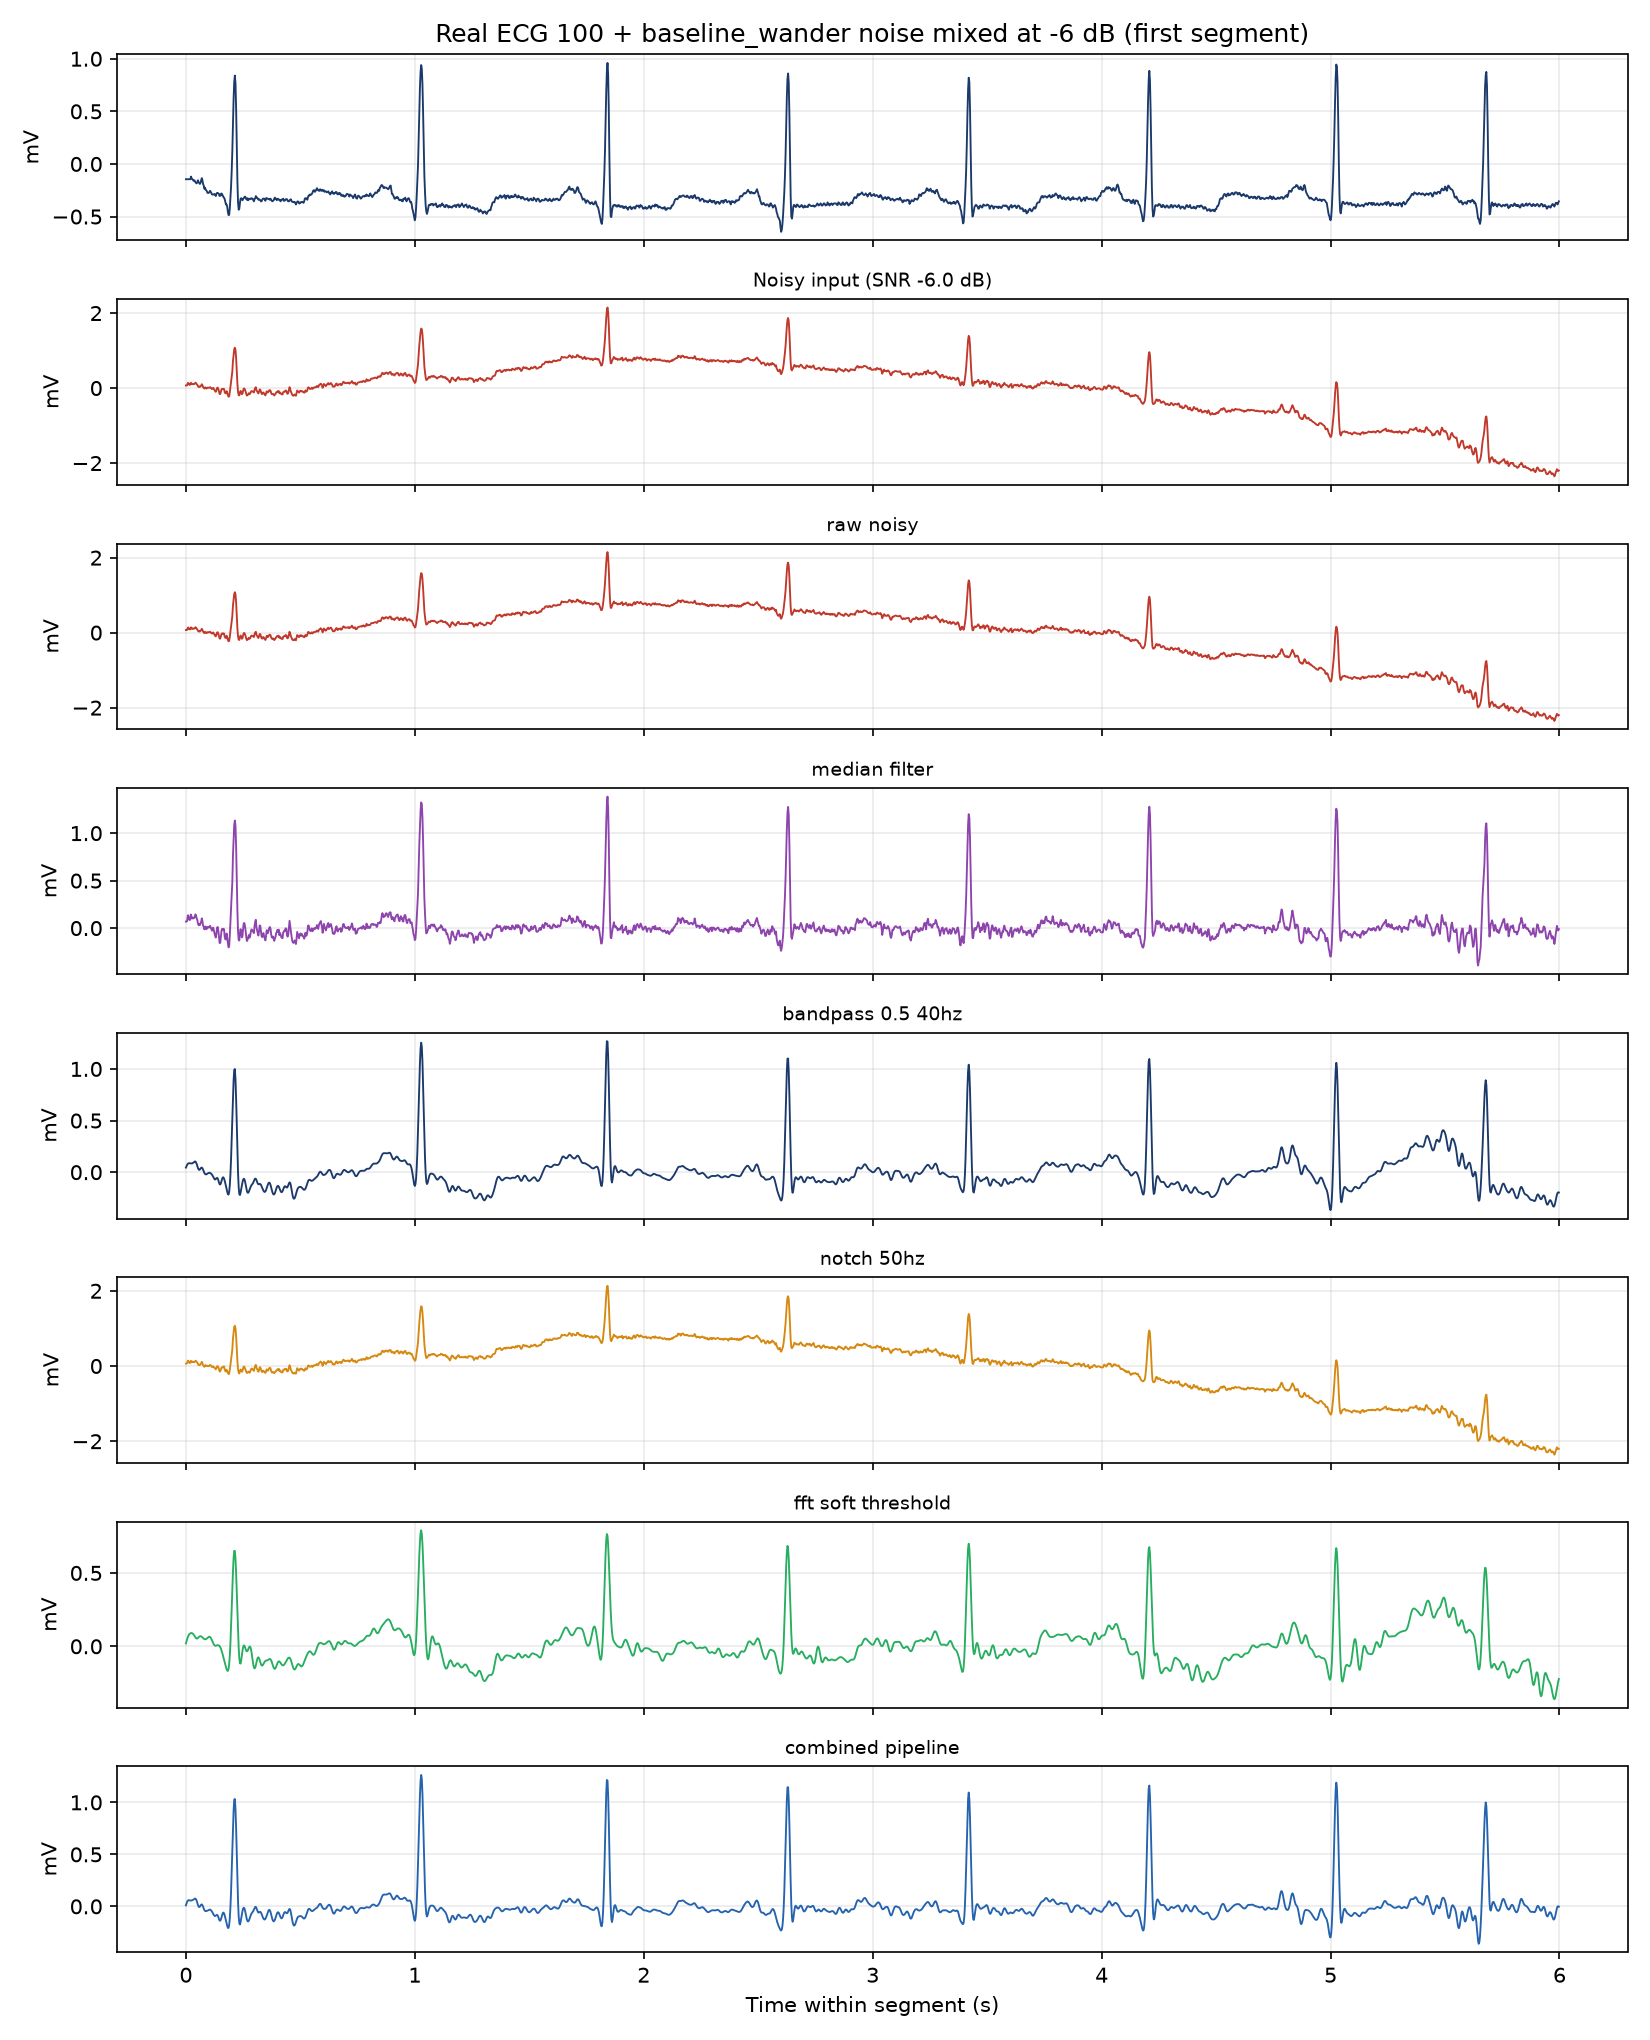 Real ECG 100 + baseline_wander noise mixed at -6 dB (first segment)
1.0
0.5
0.0
−0.5
mV
Noisy input (SNR -6.0 dB)
2
0
−2
mV
raw noisy
2
0
−2
mV
median filter
1.0
0.5
0.0
mV
bandpass 0.5 40hz
1.0
0.5
0.0
mV
notch 50hz
2
0
−2
mV
fft soft threshold
0.5
0.0
mV
combined pipeline
1.0
0.5
0.0
mV
0 1 2 3 4 5 6
Time within segment (s)